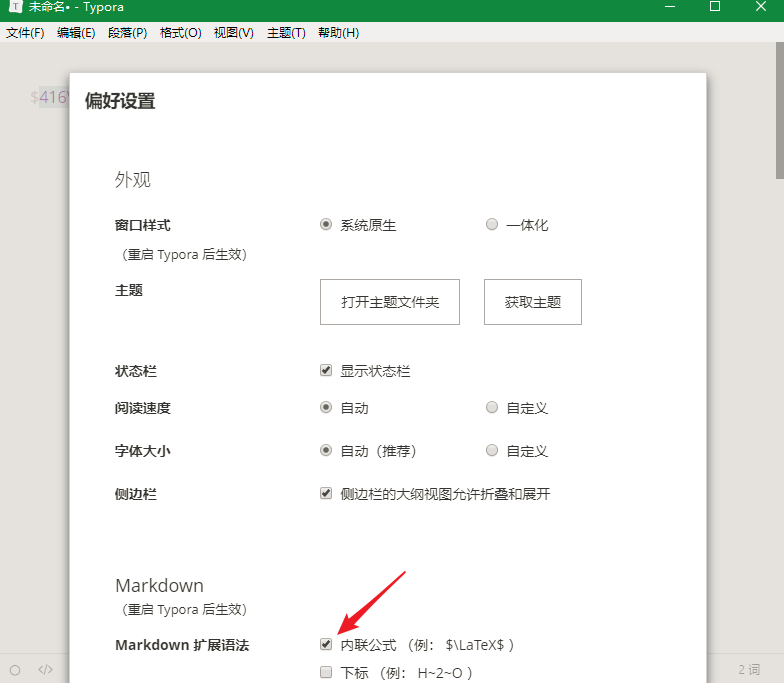 T 未命名• - Typora
文件(F) 编辑(E) 段落(P) 格式(O) 视图(V) 主题(T) 帮助(H)
$416
偏好设置
外观
窗口样式 系统原生 一体化
（重启 Typora 后生效）
主题 打开主题文件夹 获取主题
状态栏 显示状态栏
阅读速度 自动 自定义
字体大小 自动（推荐） 自定义
侧边栏 侧边栏的大纲视图允许折叠和展开
Markdown
（重启 Typora 后生效）
Markdown 扩展语法 内联公式 （例： $\LaTeX$ ）
下标 （例： H~2~O ）
</> 2 词